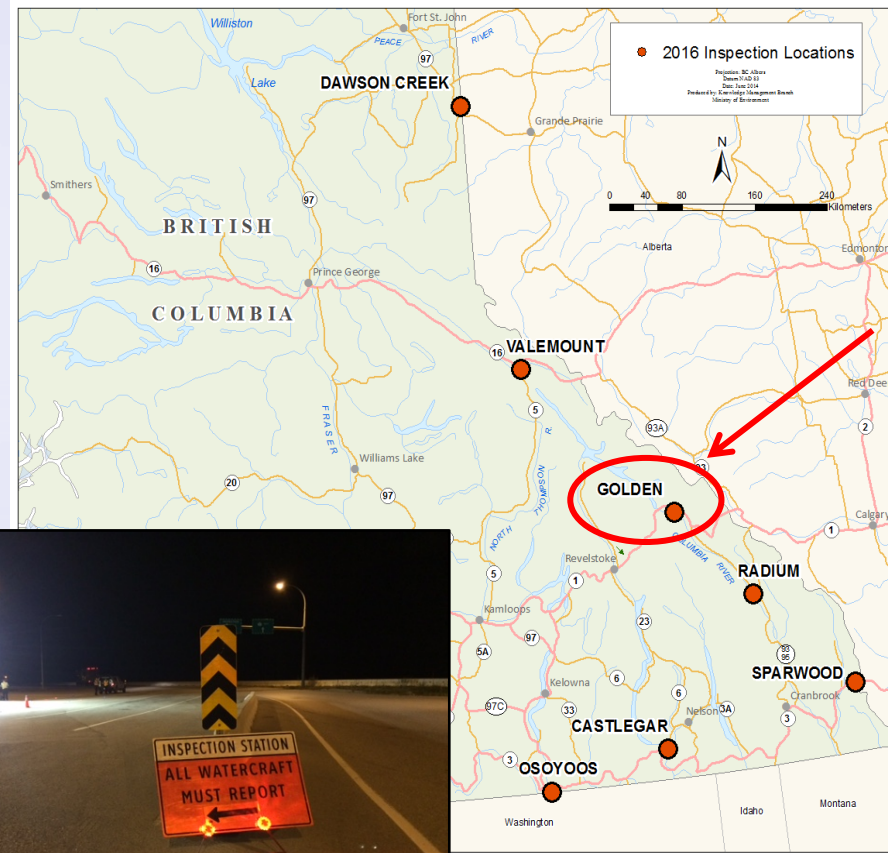 Williston
Lake
Fort St. John
PEACE
RIVER
97
DAWSON CREEK
2016 Inspection Locations
Projection: BC Albers
Datum NAD 83
Date: June 2014
Produced by: Knowledge Management Branch
Ministry of Environment
Grande Prairie
N
0 40 80 160 240
Kilometers
Smithers
97
BRITISH
COLUMBIA
16
Prince George
Alberta
Edmonton
VALEMOUNT
16
5
FRASER
R.
THOMPSON
NORTH
Red Deer
2
93A
93
Williams Lake
20
97
GOLDEN
Calgary
1
COLUMBIA RIVER
Revelstoke
1
5
RADIUM
Kamloops
23
5A
97
93
95
6
6
SPARWOOD
Kelowna
Cranbrook
97C
33
Nelson
3A
3
CASTLEGAR
3
OSOYOOS
Washington
Idaho
Montana
INSPECTION STATION
ALL WATERCRAFT
MUST REPORT